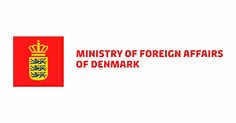 MINISTRY OF FOREIGN AFFAIRS
OF DENMARK